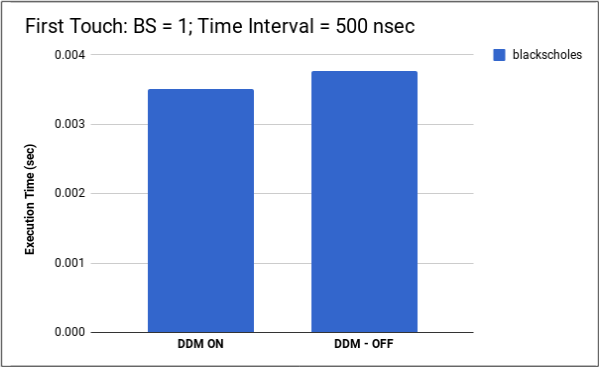 First Touch: BS = 1; Time Interval = 500 nsec
blackscholes
Execution Time (sec)
0.004
0.003
0.002
0.001
0.000
DDM ON
DDM - OFF